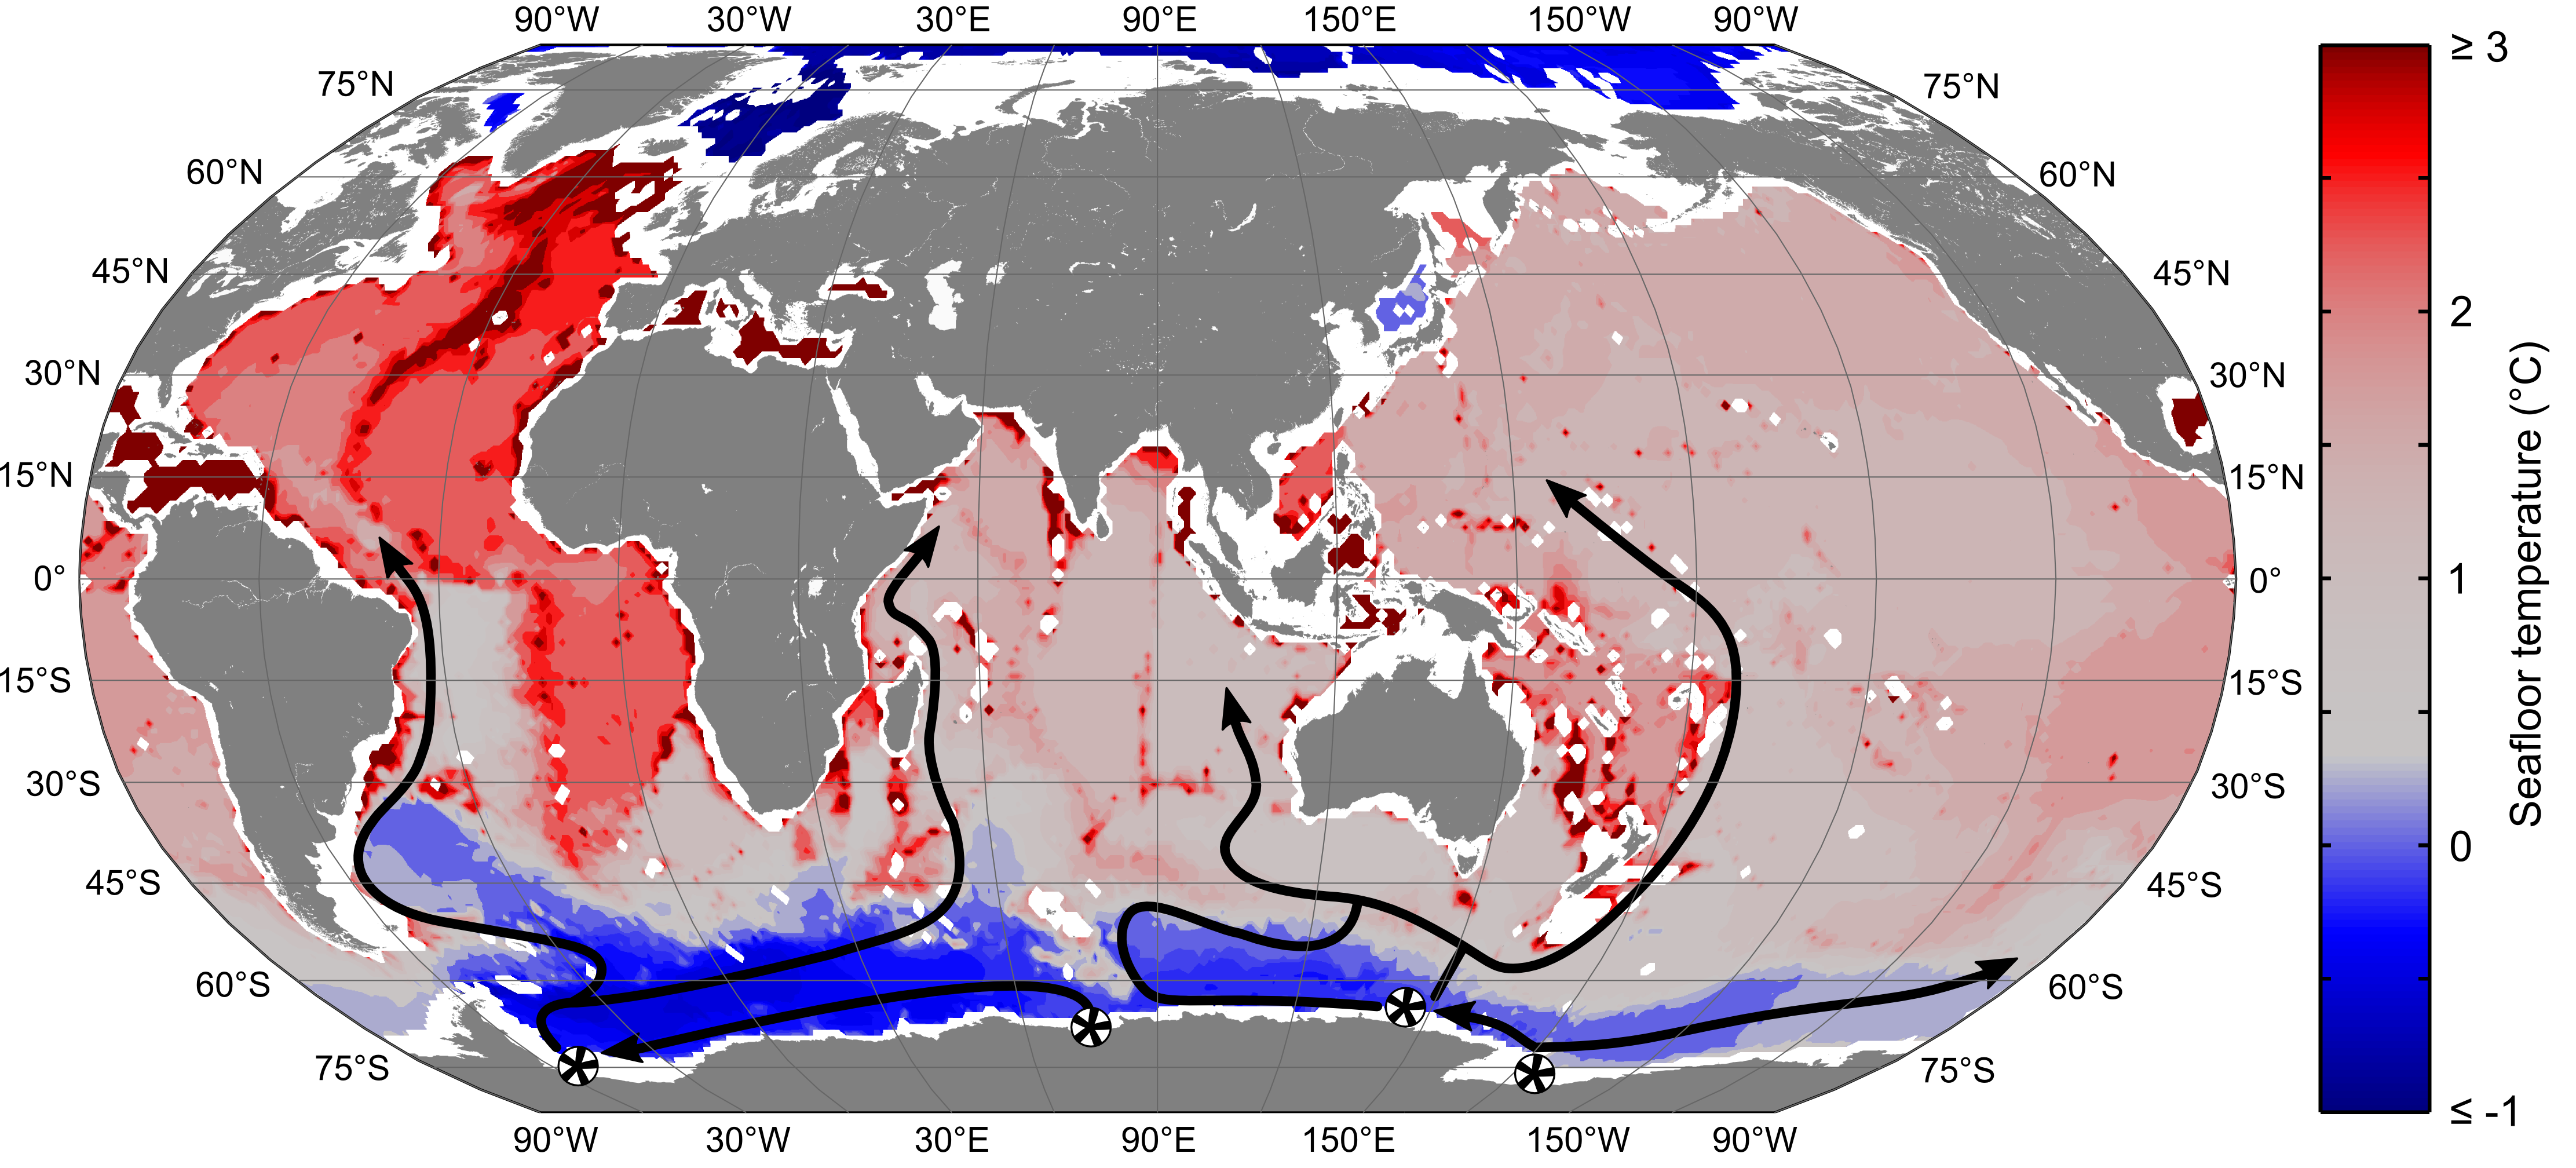 90°W 30°W 30°E 90°E 150°E 150°W 90°W
≥ 3
75°N 75°N
60°N 60°N
45°N 45°N
2
30°N 30°N
15°N 15°N
0° 0°
1
15°S 15°S
30°S 30°S
0
45°S 45°S
60°S 60°S
75°S 75°S
≤ -1
90°W 30°W 30°E 90°E 150°E 150°W 90°W
Seafloor temperature (°C)